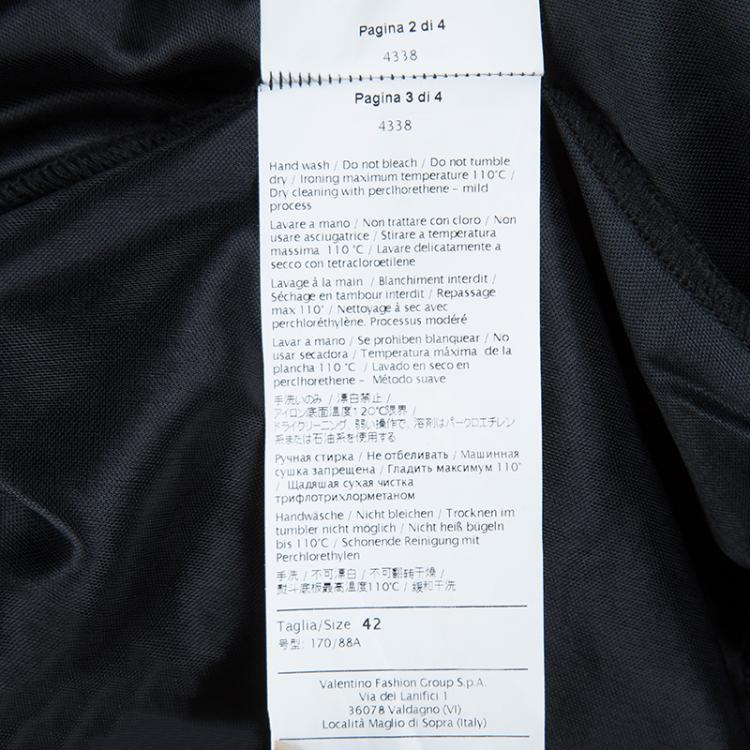 Pagina 2 di 4
4338
Pagina 3 di 4
4338
Hand wash / Do not bleach / Do not tumble
dry / Ironing maximum temperature 110°C /
Dry cleaning with perclhorethene – mild
process
Lavare a mano / Non trattare con cloro / Non
usare asciugatrice / Stirare a temperatura
massima 110 °C / Lavare delicatamente a
secco con tetracloroetilene
Lavage à la main / Blanchiment interdit /
Séchage en tambour interdit / Repassage
max 110° / Nettoyage à sec avec
perchloréthylène. Processus modéré
Lavar a mano / Se prohiben blanquear / No
usar secadora / Temperatura máxima de la
plancha 110 °C / Lavado en seco en
perclhorethene – Método suave
手洗いのみ / 漂白禁止 /
アイロン底面温度120℃限界 /
ドライクリーニング, 弱い操作で, 溶剤はパークロエチレン
系または石油系を使用する
Ручная стирка / Не отбеливать / Машинная
сушка запрещена / Гладить максимум 110°
/ Щадяшая сухая чистка
трифлотрихлорметаном
Handwäsche / Nicht bleichen / Trocknen im
tumbler nicht möglich / Nicht heiß bügeln
bis 110°C / Schonende Reinigung mit
Perchlorethylen
手洗 / 不可漂白 / 不可翻转干燥 /
熨斗底板最高温度110℃ / 缓和干洗
Taglia/Size 42
号型: 170/88A
Valentino Fashion Group S.p.A.
Via dei Lanifici 1
36078 Valdagno (VI)
Località Maglio di Sopra (Italy)